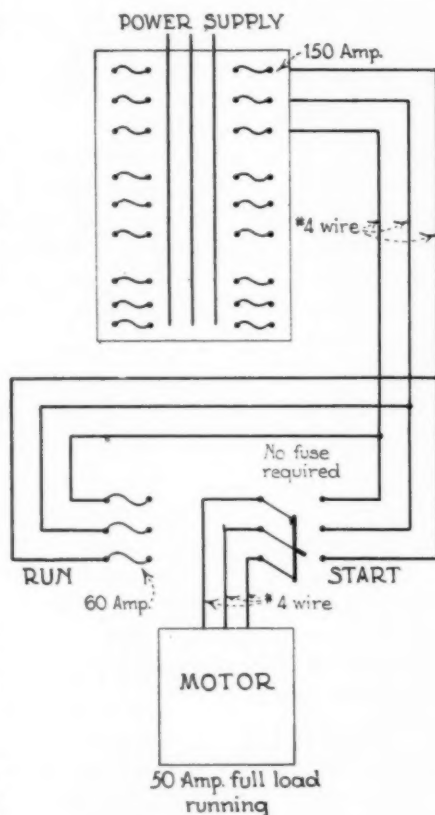 POWER SUPPLY
150 Amp.
#4 wire
No fuse
required
RUN
START
60 Amp.
#4 wire
MOTOR
50 Amp. full load
running